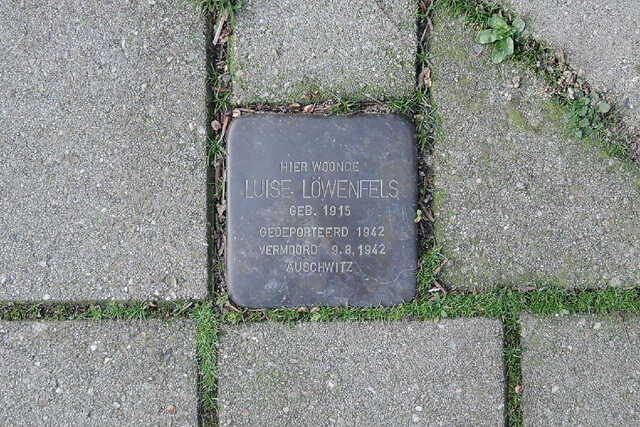 HIER WOONDE
LUISE LÖWENFELS
GEB. 1915
GEDEPORTEERD 1942
VERMOORD 9.8.1942
AUSCHWITZ